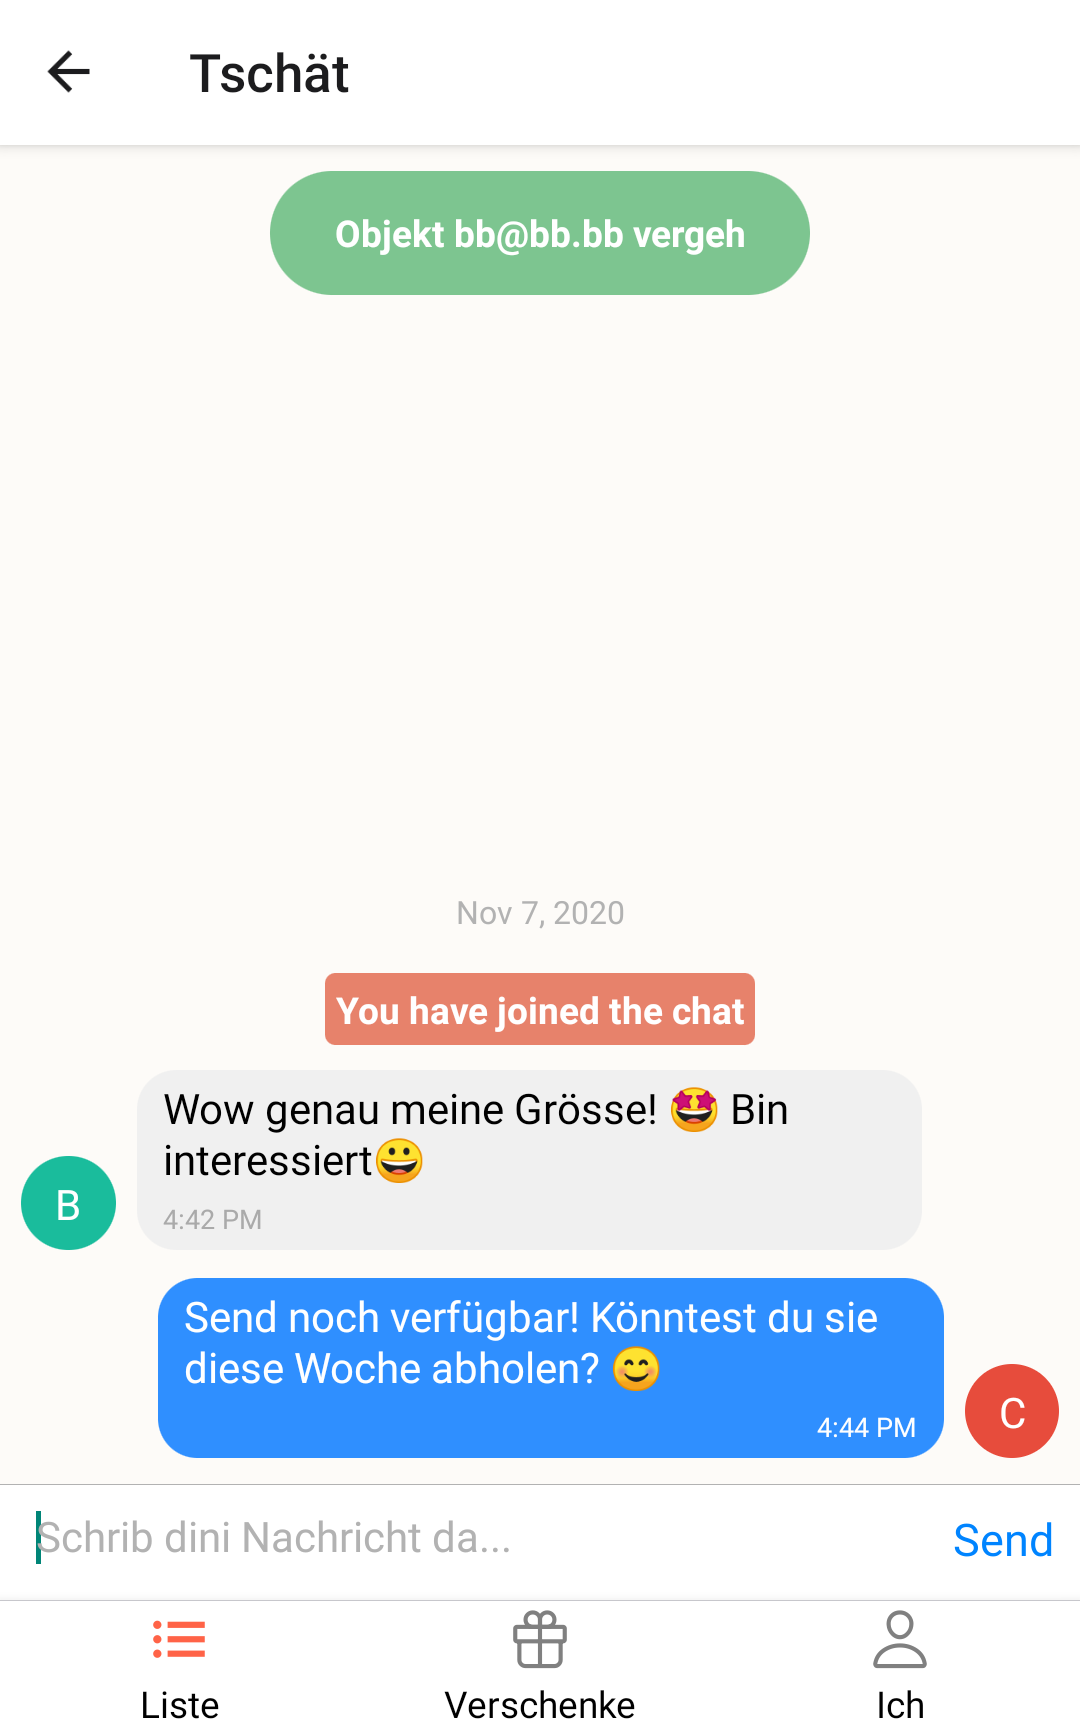 Tschät
Objekt bb@bb.bb vergeh
Nov 7, 2020
You have joined the chat
Wow genau meine Grösse! 🤩 Bin
interessiert😀
4:42 PM
B
Send noch verfügbar! Könntest du sie
diese Woche abholen? 😊
4:44 PM
C
Schrib dini Nachricht da...
Send
Liste
Verschenke
Ich